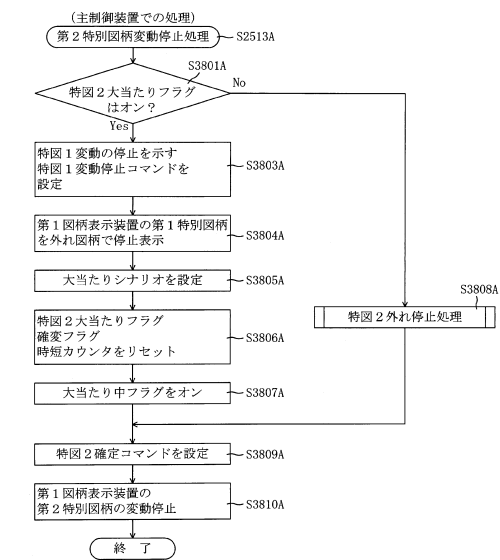 (主制御装置での処理)
第２特別図柄変動停止処理
S2513A
S3801A
特図２大当たりフラグ
はオン？
No
Yes
特図１変動の停止を示す
特図１変動停止コマンドを
設定
S3803A
第１図柄表示装置の第１特別図柄
を外れ図柄で停止表示
S3804A
大当たりシナリオを設定
S3805A
S3808A
特図２外れ停止処理
特図２大当たりフラグ
確変フラグ
時短カウンタをリセット
S3806A
大当たり中フラグをオン
S3807A
特図２確定コマンドを設定
S3809A
第１図柄表示装置の
第２特別図柄の変動停止
S3810A
終 了